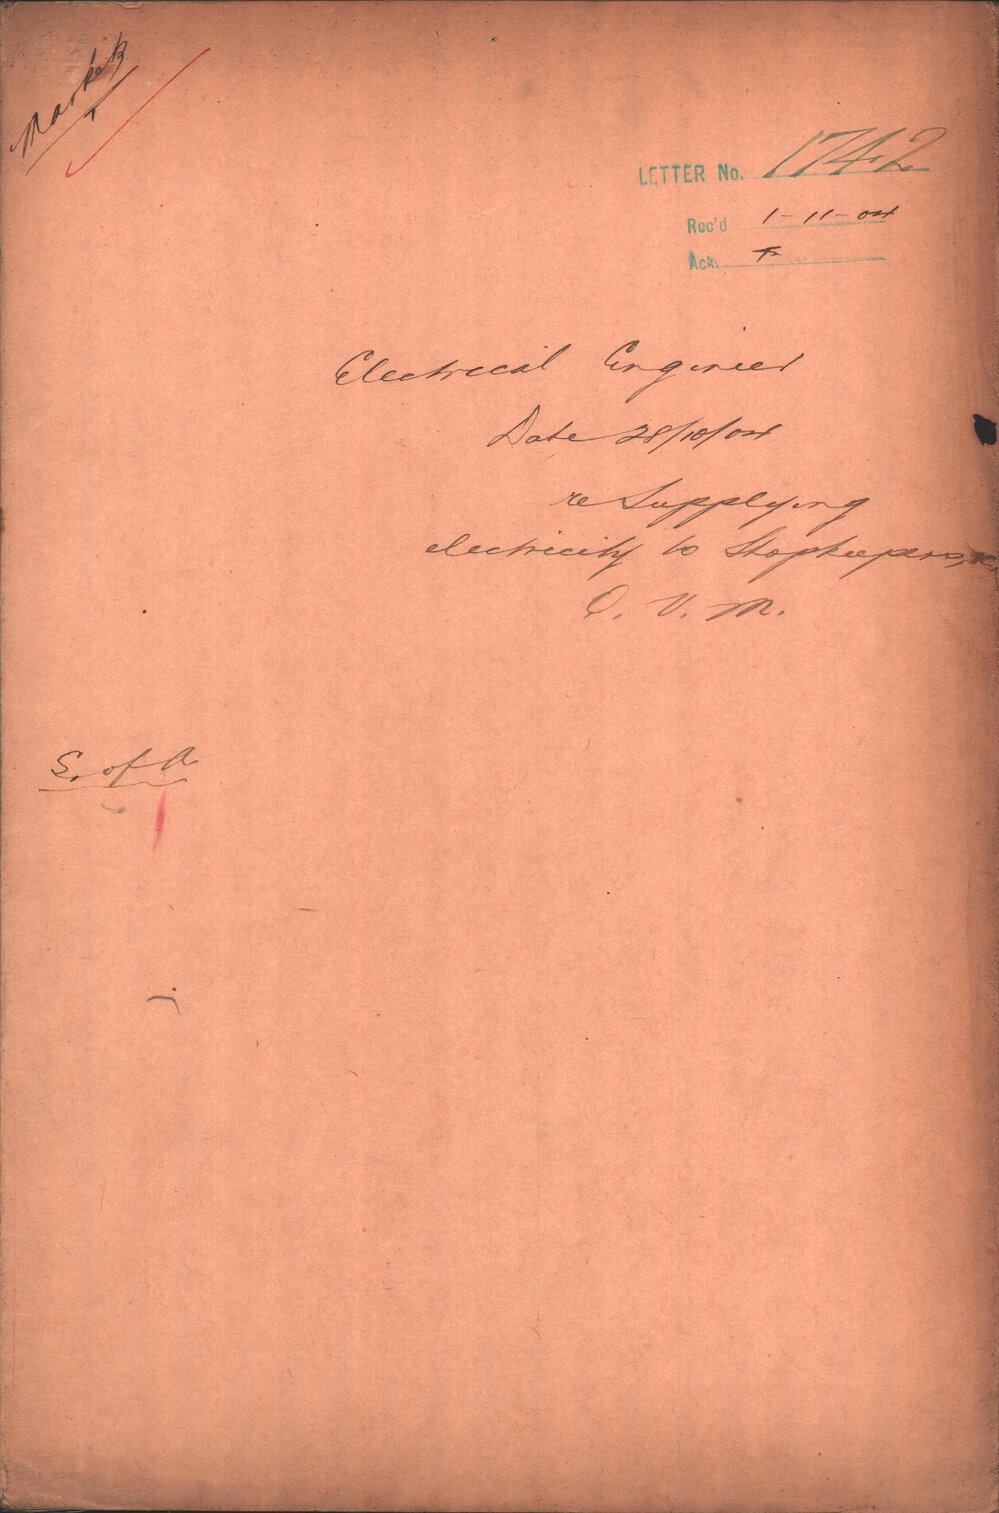 Markets
LETTER No. 1742
Rec'd 1-11-04
Ack.
Electrical Engineer
Date 28/10/04
re Supplying
electricity to Shopkeepers, &c,
Q. V. M.
S. of A